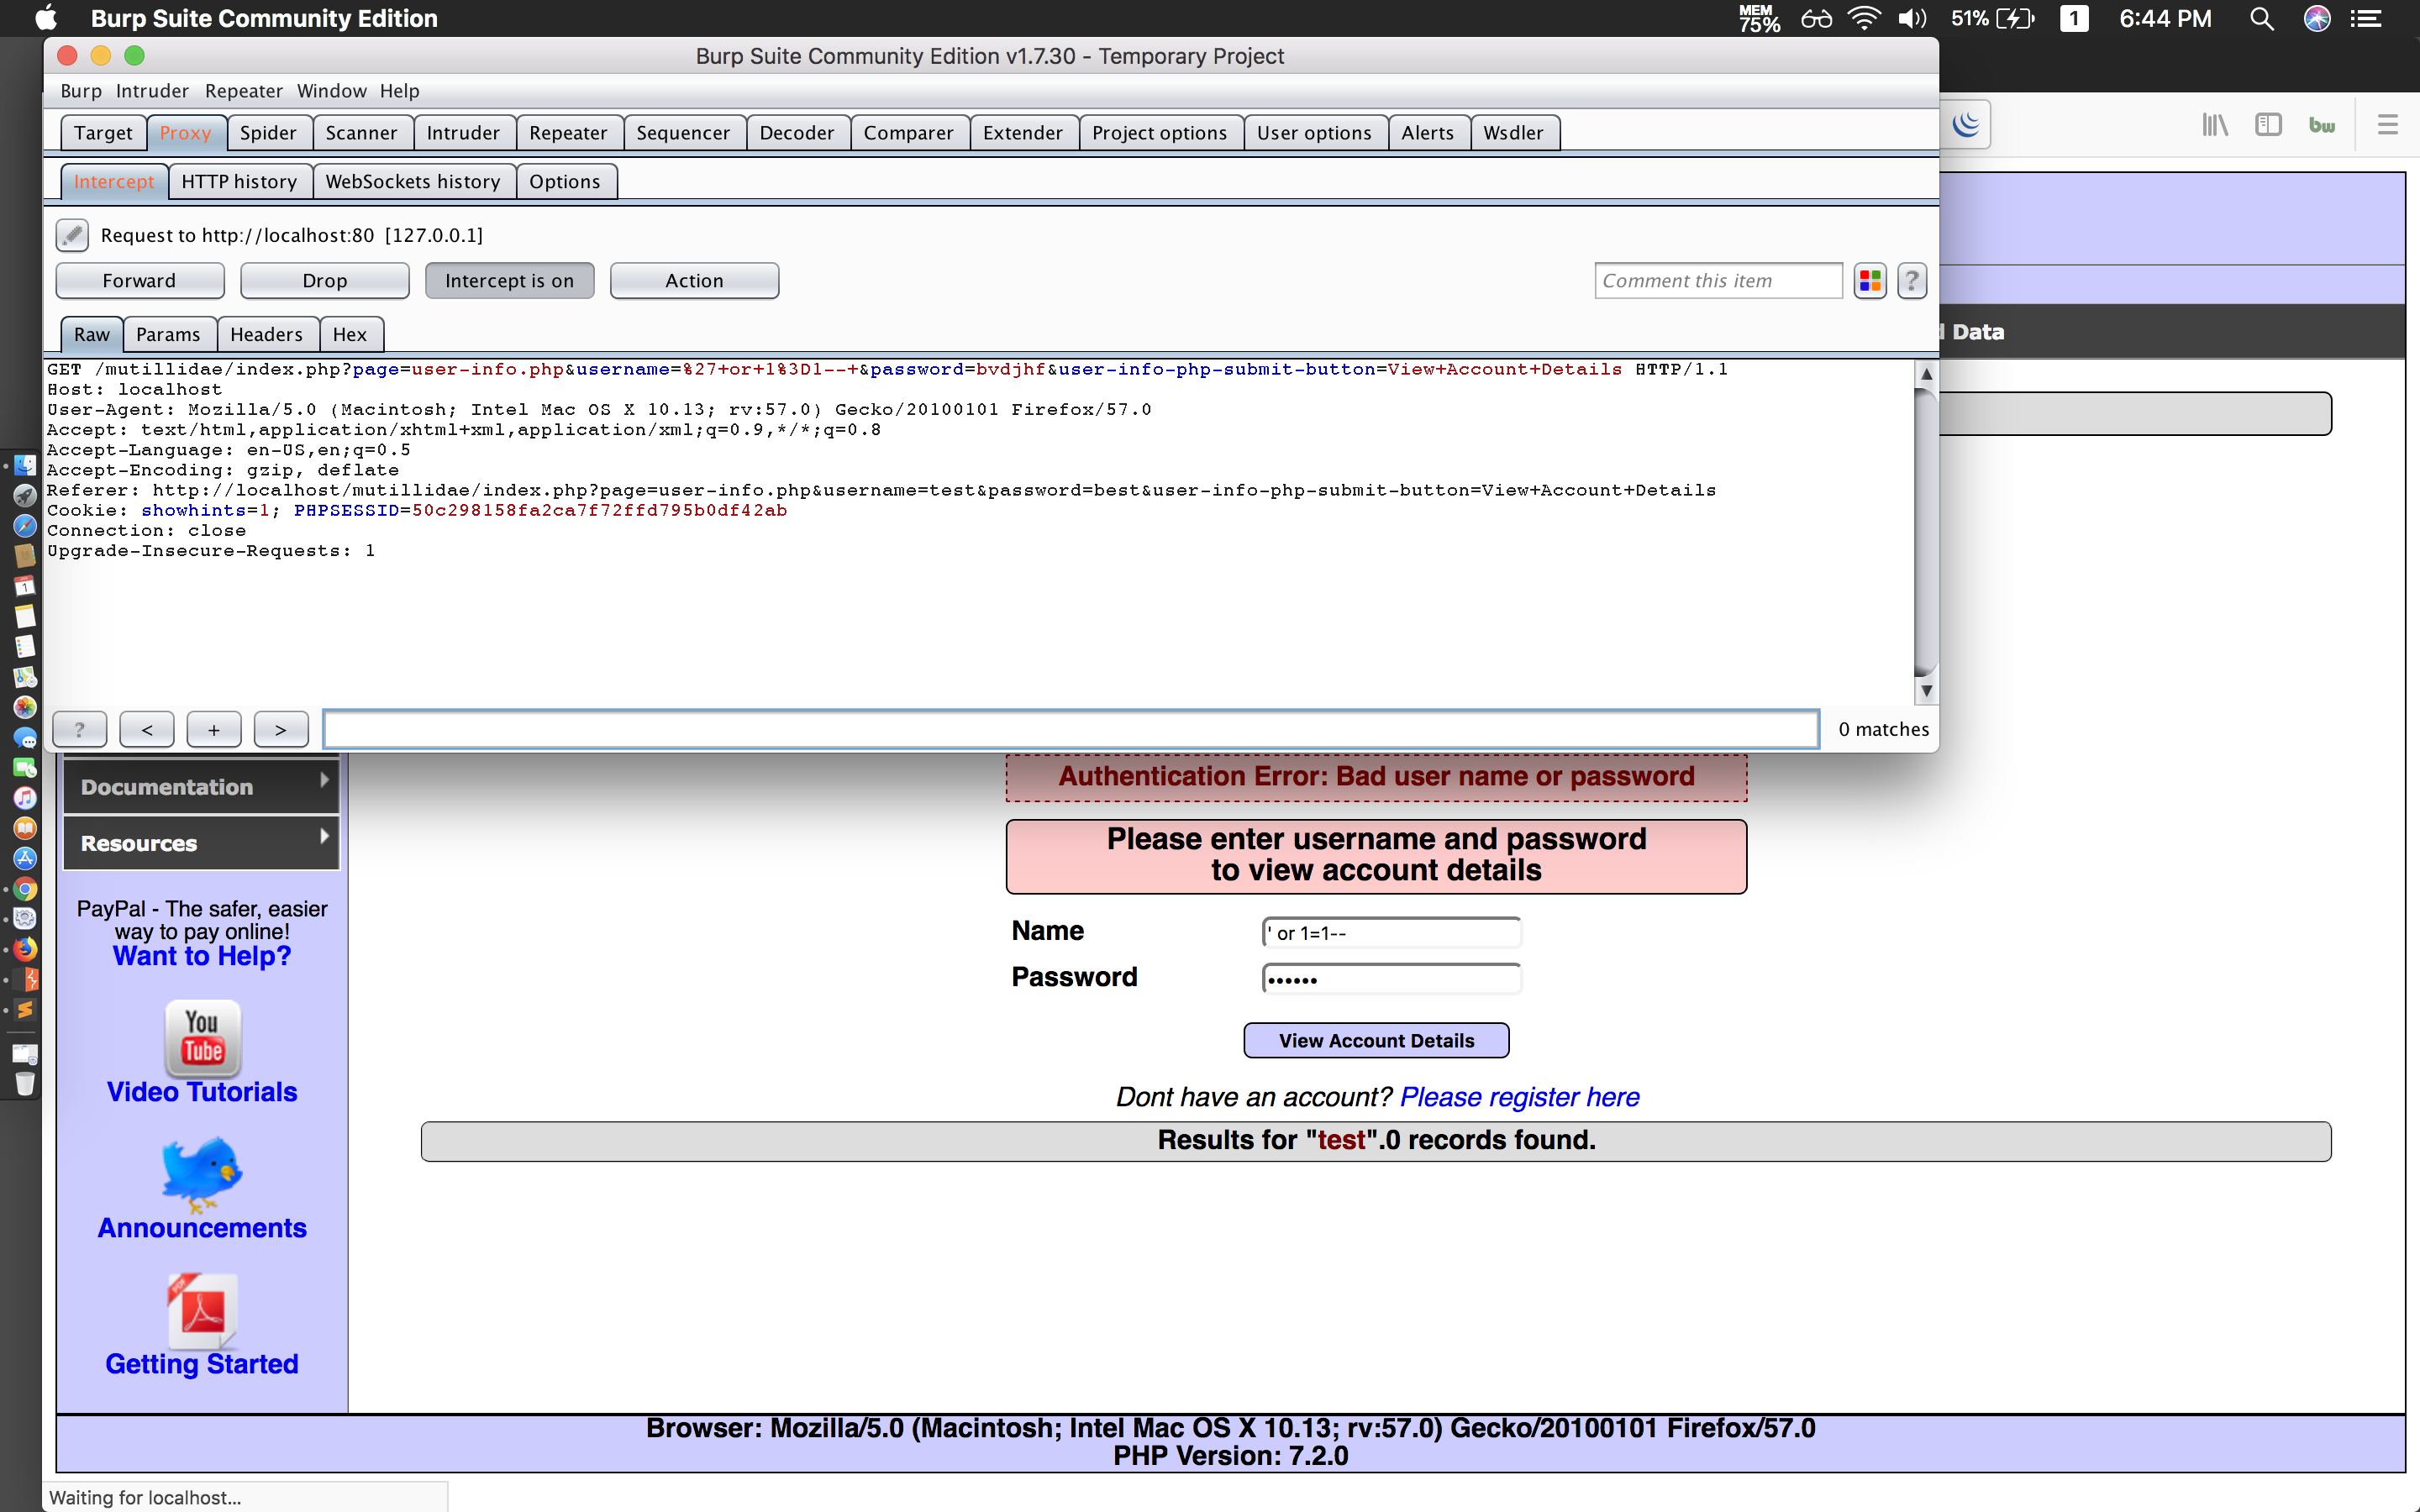 Burp Suite Community Edition
MEM 75% 51% 1 6:44 PM
Burp Suite Community Edition v1.7.30 - Temporary Project
Burp Intruder Repeater Window Help
Target Proxy Spider Scanner Intruder Repeater Sequencer Decoder Comparer Extender Project options User options Alerts Wsdler
Intercept HTTP history WebSockets history Options
Request to http://localhost:80 [127.0.0.1]
Forward Drop Intercept is on Action Comment this item ?
Raw Params Headers Hex
GET /mutillidae/index.php?page=user-info.php&username=%27+or+1%3D1--+&password=bvdjhf&user-info-php-submit-button=View+Account+Details HTTP/1.1
Host: localhost
User-Agent: Mozilla/5.0 (Macintosh; Intel Mac OS X 10.13; rv:57.0) Gecko/20100101 Firefox/57.0
Accept: text/html,application/xhtml+xml,application/xml;q=0.9,*/*;q=0.8
Accept-Language: en-US,en;q=0.5
Accept-Encoding: gzip, deflate
Referer: http://localhost/mutillidae/index.php?page=user-info.php&username=test&password=best&user-info-php-submit-button=View+Account+Details
Cookie: showhints=1; PHPSESSID=50c298158fa2ca7f72ffd795b0df42ab
Connection: close
Upgrade-Insecure-Requests: 1
? < + > 0 matches
bw
Data
Documentation
Resources
PayPal - The safer, easier
way to pay online!
Want to Help?
You
Tube
Video Tutorials
Announcements
PDF
Getting Started
Authentication Error: Bad user name or password
Please enter username and password
to view account details
Name ' or 1=1--
Password ••••••
View Account Details
Dont have an account? Please register here
Results for "test".0 records found.
Browser: Mozilla/5.0 (Macintosh; Intel Mac OS X 10.13; rv:57.0) Gecko/20100101 Firefox/57.0
PHP Version: 7.2.0
Waiting for localhost...